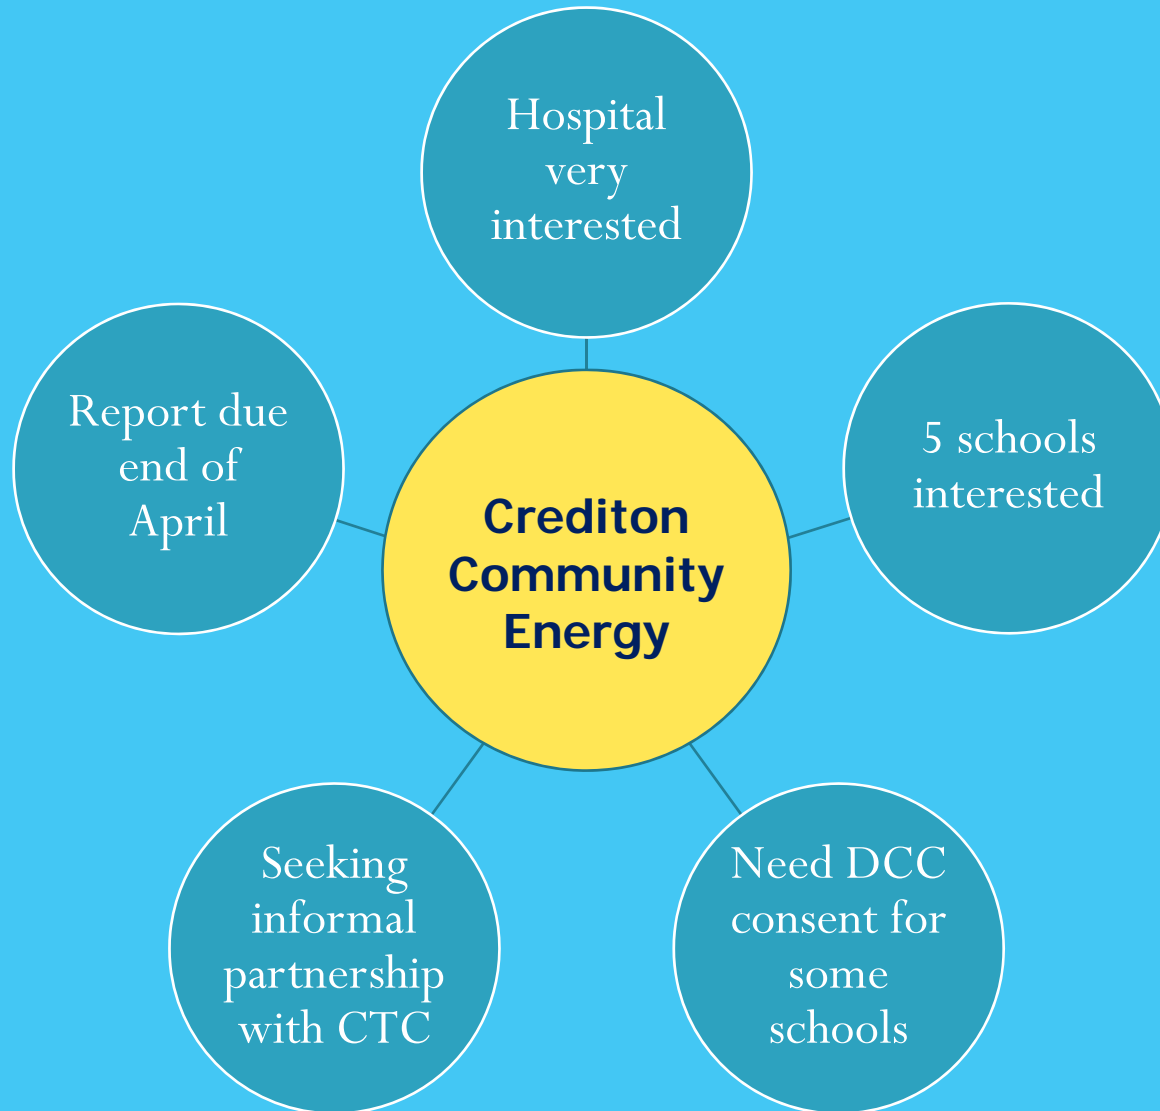 Hospital
very
interested
5 schools
interested
Need DCC
consent for
some
schools
Seeking
informal
partnership
with CTC
Report due
end of
April
Crediton
Community
Energy